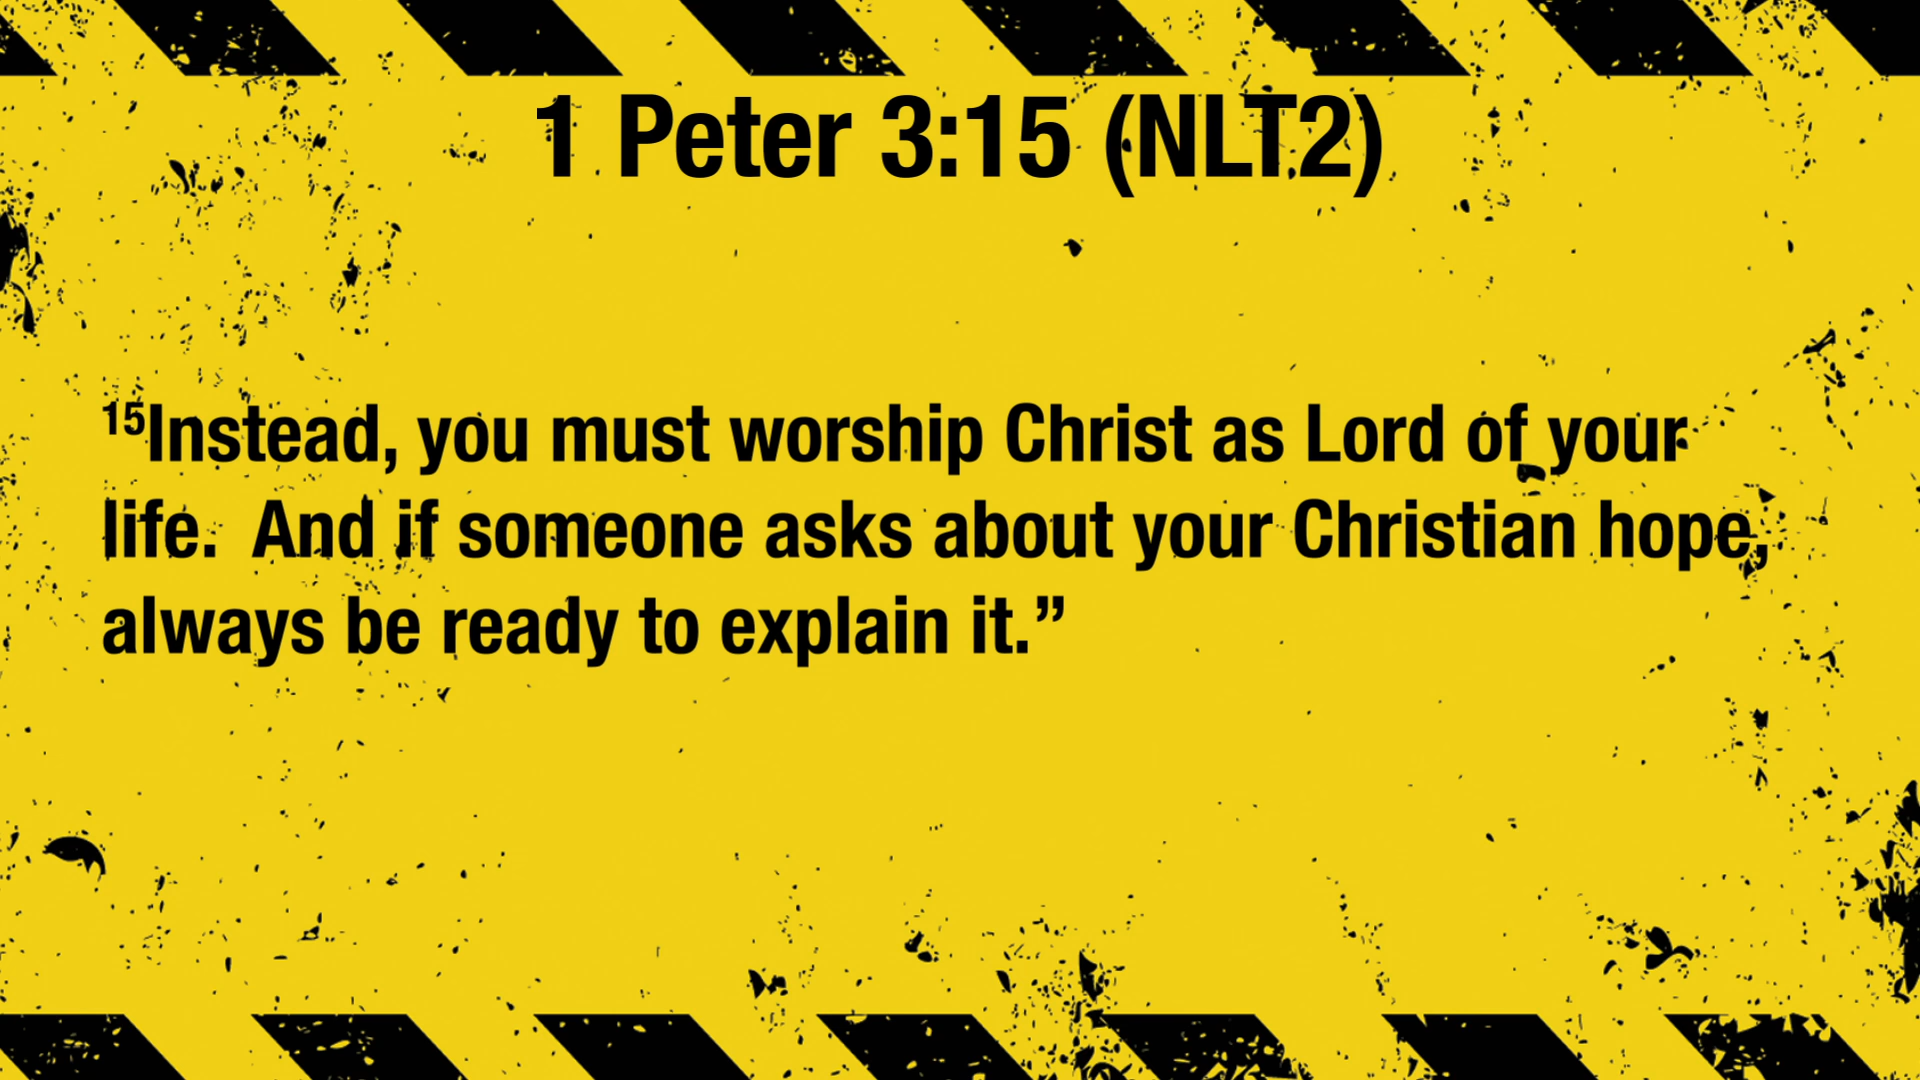 1 Peter 3:15 (NLT2)
15Instead, you must worship Christ as Lord of your
life.  And if someone asks about your Christian hope,
always be ready to explain it.”